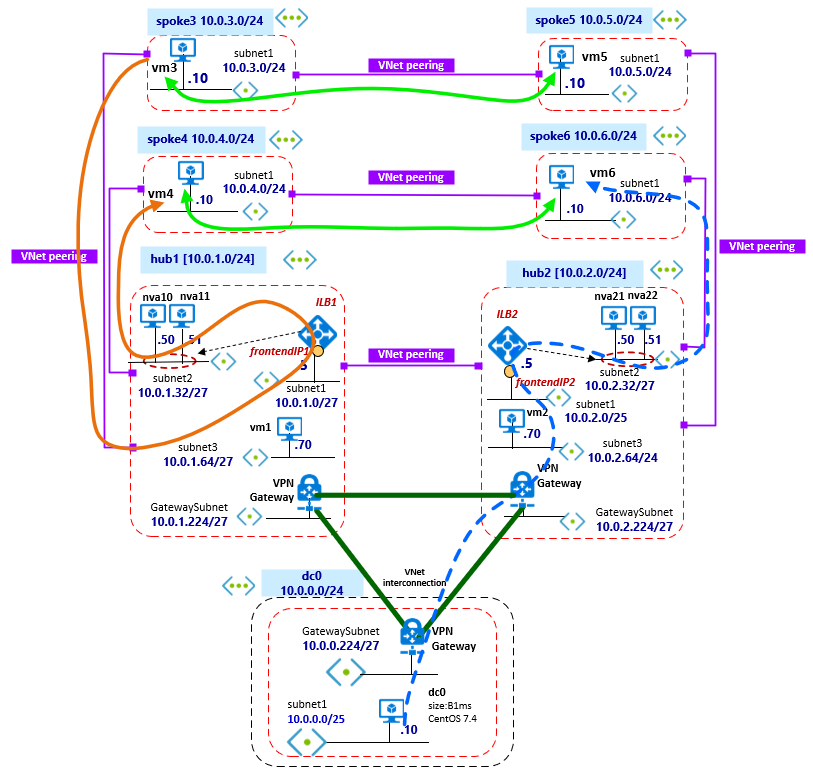 spoke3 10.0.3.0/24
spoke5 10.0.5.0/24
vm3
subnet1
10.0.3.0/24
.10
VNet peering
vm5
subnet1
10.0.5.0/24
.10
spoke4 10.0.4.0/24
spoke6 10.0.6.0/24
vm4
subnet1
10.0.4.0/24
.10
VNet peering
vm6
subnet1
10.0.6.0/24
.10
VNet peering
VNet peering
hub1 [10.0.1.0/24]
hub2 [10.0.2.0/24]
nva10
nva11
.50
.51
ILB1
frontendIP1
.5
subnet2
10.0.1.32/27
subnet1
10.0.1.0/27
vm1
.70
subnet3
10.0.1.64/27
VPN
Gateway
GatewaySubnet
10.0.1.224/27
VNet peering
ILB2
.5
frontendIP2
nva21
nva22
.50
.51
subnet2
10.0.2.32/27
subnet1
10.0.2.0/25
vm2
.70
subnet3
10.0.2.64/24
VPN
Gateway
GatewaySubnet
10.0.2.224/27
VNet
interconnection
dc0
10.0.0.0/24
GatewaySubnet
10.0.0.224/27
VPN
Gateway
subnet1
10.0.0.0/25
.10
dc0
size:B1ms
CentOS 7.4